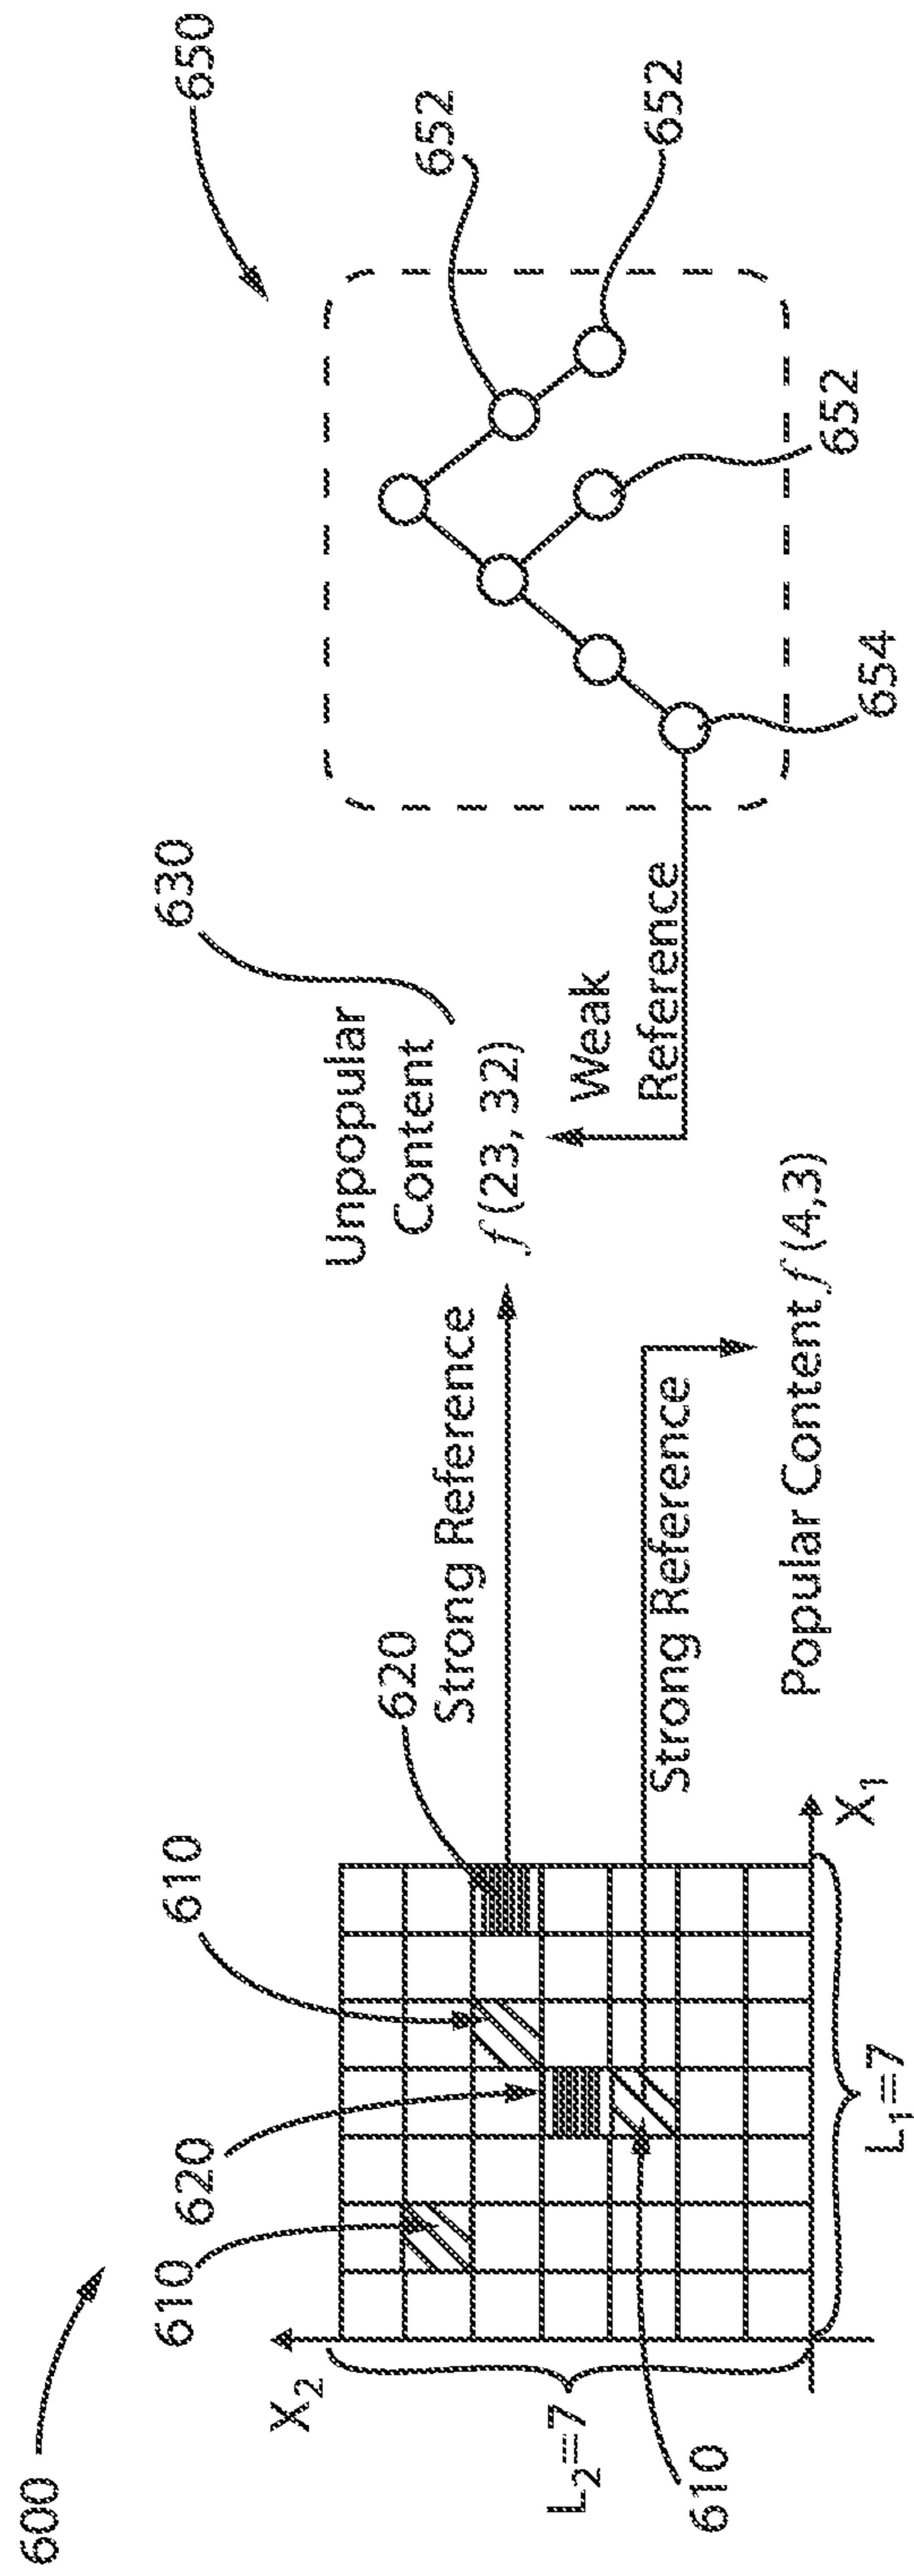 600
650
630
610
620
610
652
652
620
X₂
Unpopular
Content
Strong Reference
f(23, 32)
L₂=7
Weak
Reference
610
Strong Reference
652
Popular Content f(4,3)
654
X₁
L₁=7